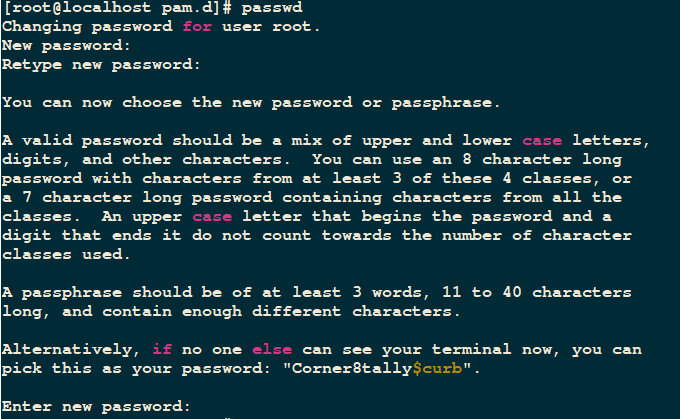 [root@localhost pam.d]# passwd
Changing password for user root.
New password:
Retype new password:
You can now choose the new password or passphrase.
A valid password should be a mix of upper and lower case letters,
digits, and other characters.  You can use an 8 character long
password with characters from at least 3 of these 4 classes, or
a 7 character long password containing characters from all the
classes.  An upper case letter that begins the password and a
digit that ends it do not count towards the number of character
classes used.
A passphrase should be of at least 3 words, 11 to 40 characters
long, and contain enough different characters.
Alternatively, if no one else can see your terminal now, you can
pick this as your password: "Corner8tally$curb".
Enter new password: